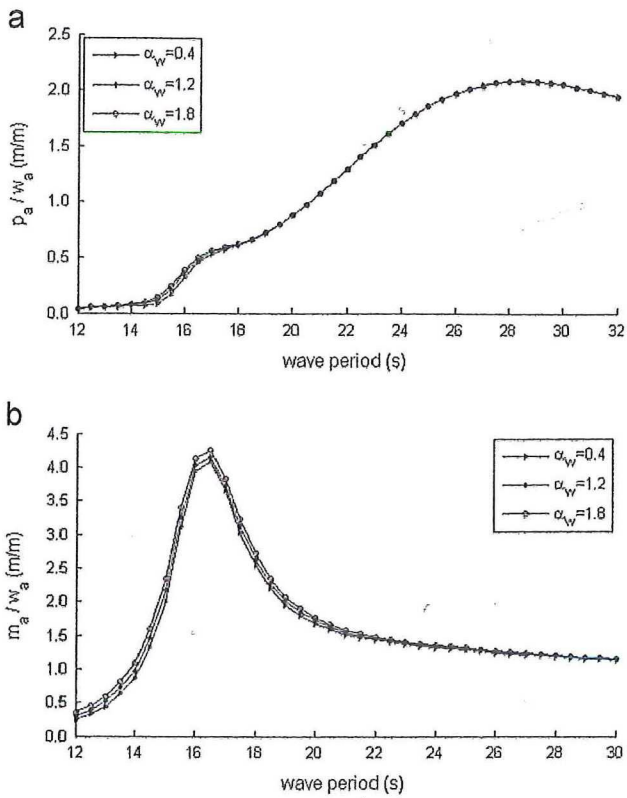 a
α_W=0.4
α_W=1.2
α_W=1.8
p_a / w_a (m/m)
2.5
2.0
1.5
1.0
0.5
0.0
12 14 16 18 20 22 24 26 28 30 32
wave period (s)
b
α_W=0.4
α_W=1.2
α_W=1.8
m_a / w_a (m/m)
4.5
4.0
3.5
3.0
2.5
2.0
1.5
1.0
0.5
0.0
12 14 16 18 20 22 24 26 28 30
wave period (s)